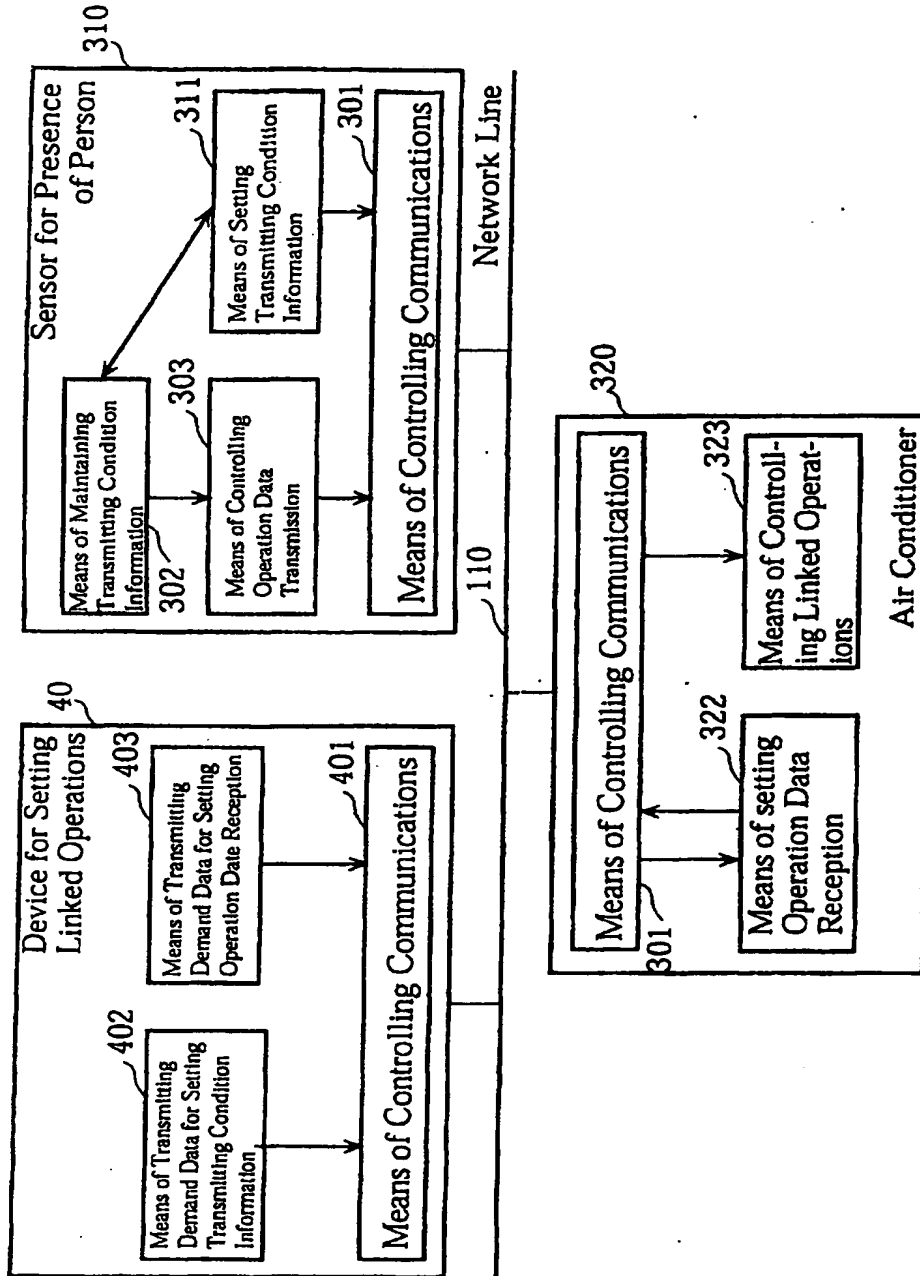 Device for Setting
Linked Operations
40
402
Means of Transmitting
Demand Data for Setting
Transmitting Condition
Information
403
Means of Transmitting
Demand Data for Setting
Operation Date Reception
401
Means of Controlling Communications
Sensor for Presence
of Person
310
Means of Maintaining
Transmitting Condition
Information
302
303
Means of Controlling
Operation Data
Transmission
311
Means of Setting
Transmitting Condition
Information
301
Means of Controlling Communications
110
Network Line
320
Means of Controlling Communications
301
322
Means of setting
Operation Data
Reception
323
Means of Controll-
ing Linked Operat-
ions
Air Conditioner